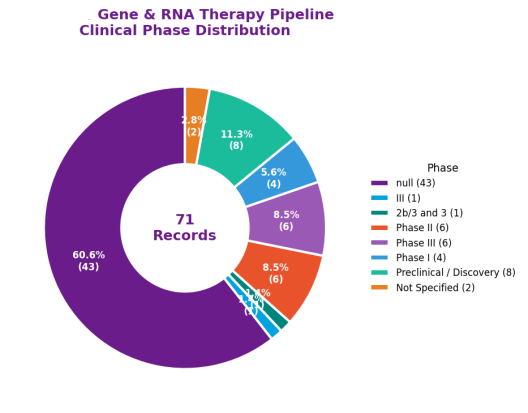 Gene & RNA Therapy Pipeline
Clinical Phase Distribution
2.8%
(2)
11.3%
(8)
5.6%
(4)
8.5%
(6)
8.5%
(6)
60.6%
(43)
71
Records
Phase
null (43)
III (1)
2b/3 and 3 (1)
Phase II (6)
Phase III (6)
Phase I (4)
Preclinical / Discovery (8)
Not Specified (2)